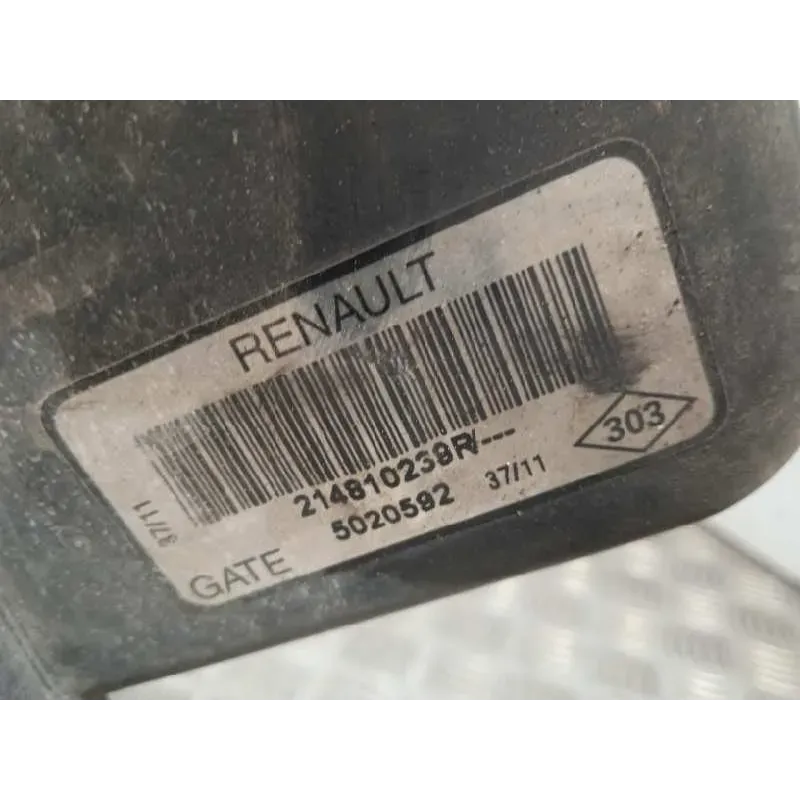 RENAULT
214810239R/---
5020592 37/11
303
37/11
GATE